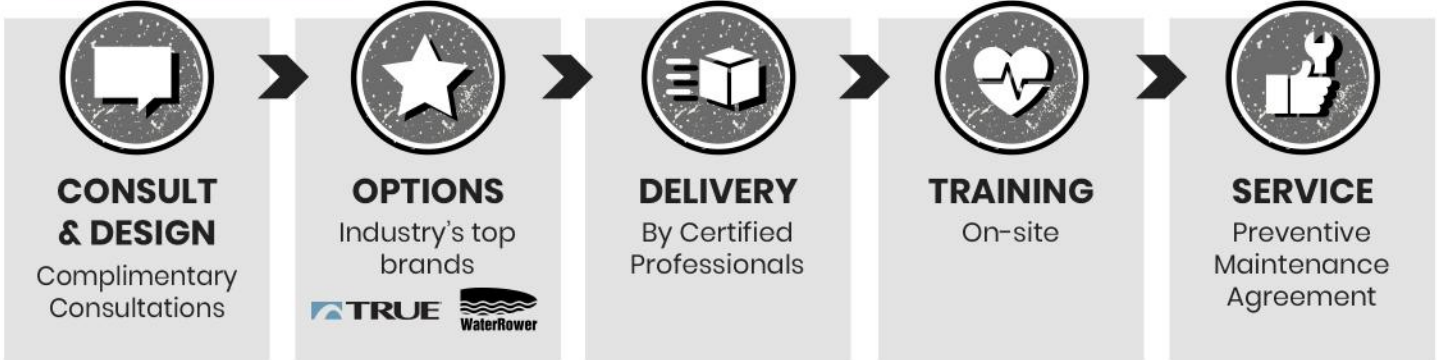 CONSULT
& DESIGN
Complimentary
Consultations
OPTIONS
Industry's top
brands
TRUE
WaterRower
DELIVERY
By Certified
Professionals
TRAINING
On-site
SERVICE
Preventive
Maintenance
Agreement